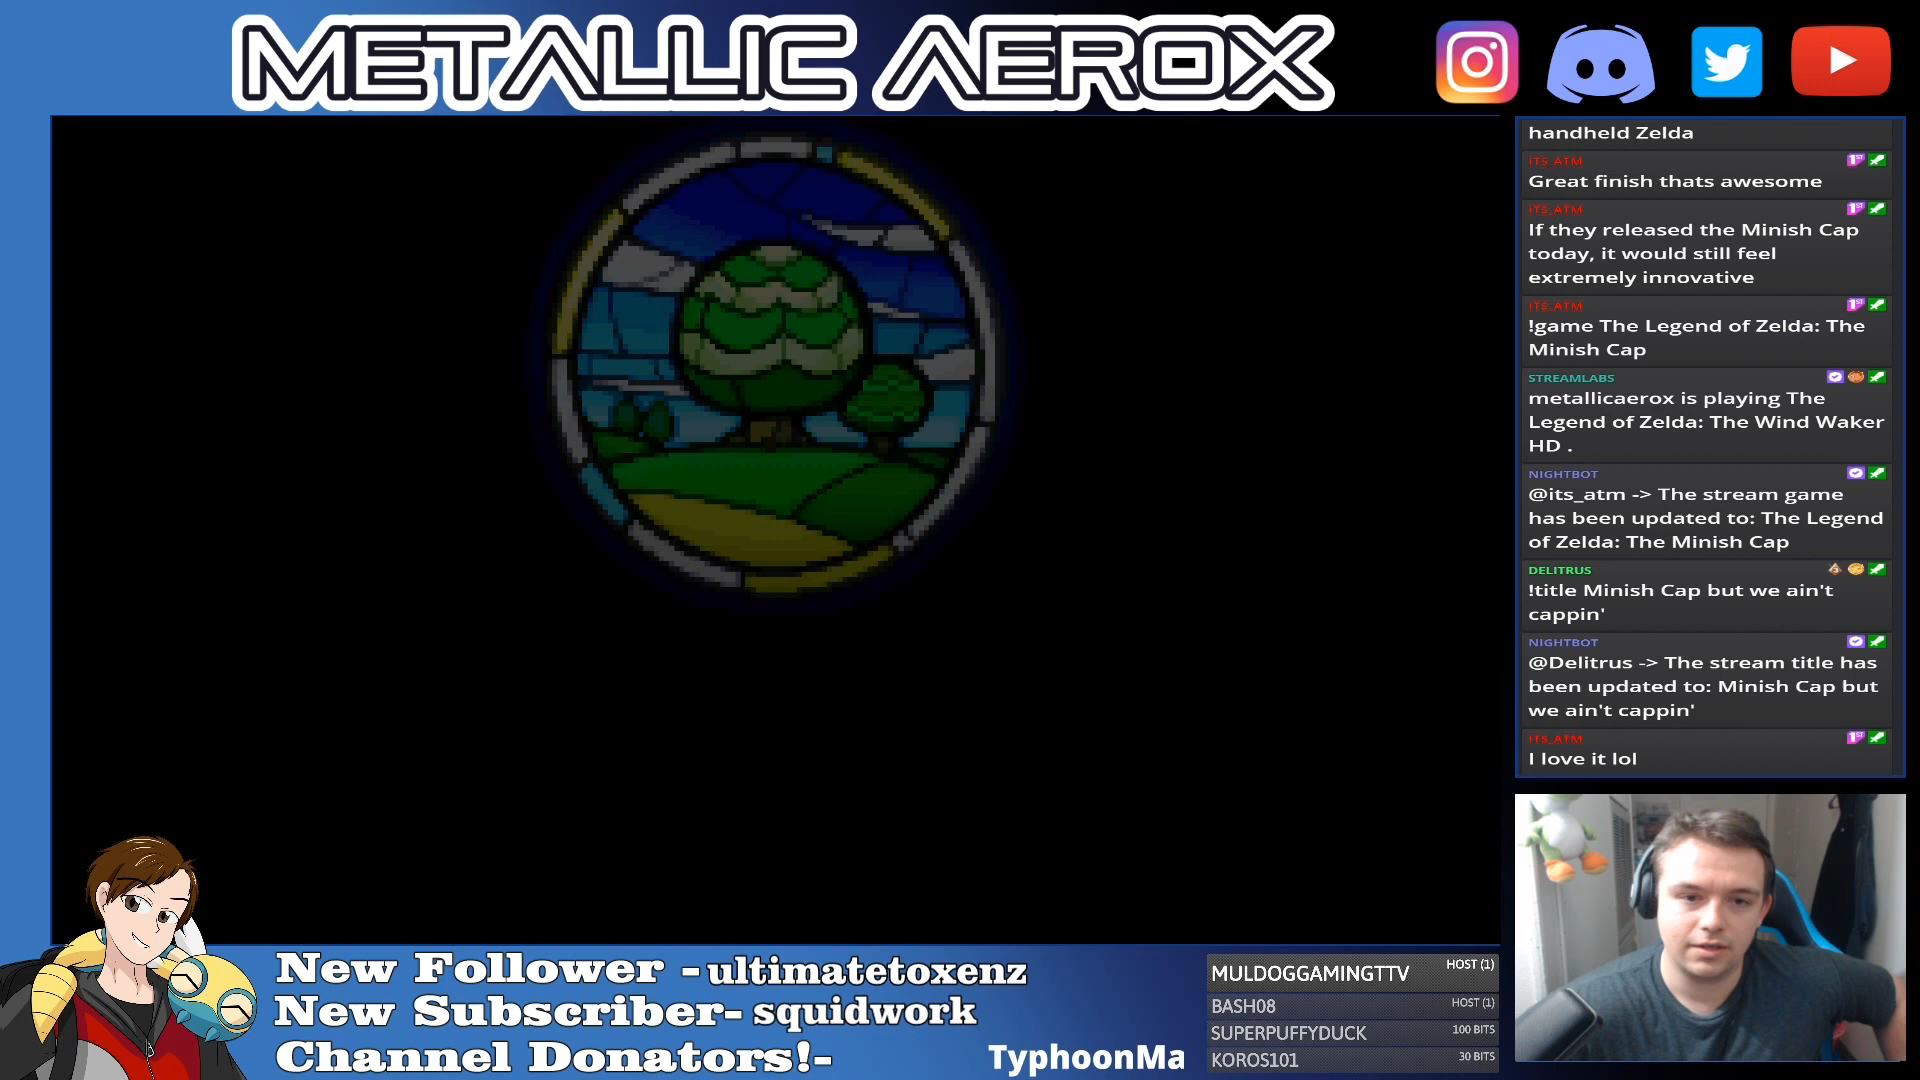 METALLIC AEROX
handheld Zelda
ITS_ATM
Great finish thats awesome
ITS_ATM
If they released the Minish Cap
today, it would still feel
extremely innovative
ITS_ATM
!game The Legend of Zelda: The
Minish Cap
STREAMLABS
metallicaerox is playing The
Legend of Zelda: The Wind Waker
HD .
NIGHTBOT
@its_atm -> The stream game
has been updated to: The Legend
of Zelda: The Minish Cap
DELITRUS
!title Minish Cap but we ain't
cappin'
NIGHTBOT
@Delitrus -> The stream title has
been updated to: Minish Cap but
we ain't cappin'
ITS_ATM
I love it lol
New Follower - ultimatetoxenz
New Subscriber- squidwork
Channel Donators!- TyphoonMa
MULDOGGAMINGTTV HOST (1)
BASH08 HOST (1)
SUPERPUFFYDUCK 100 BITS
KOROS101 30 BITS